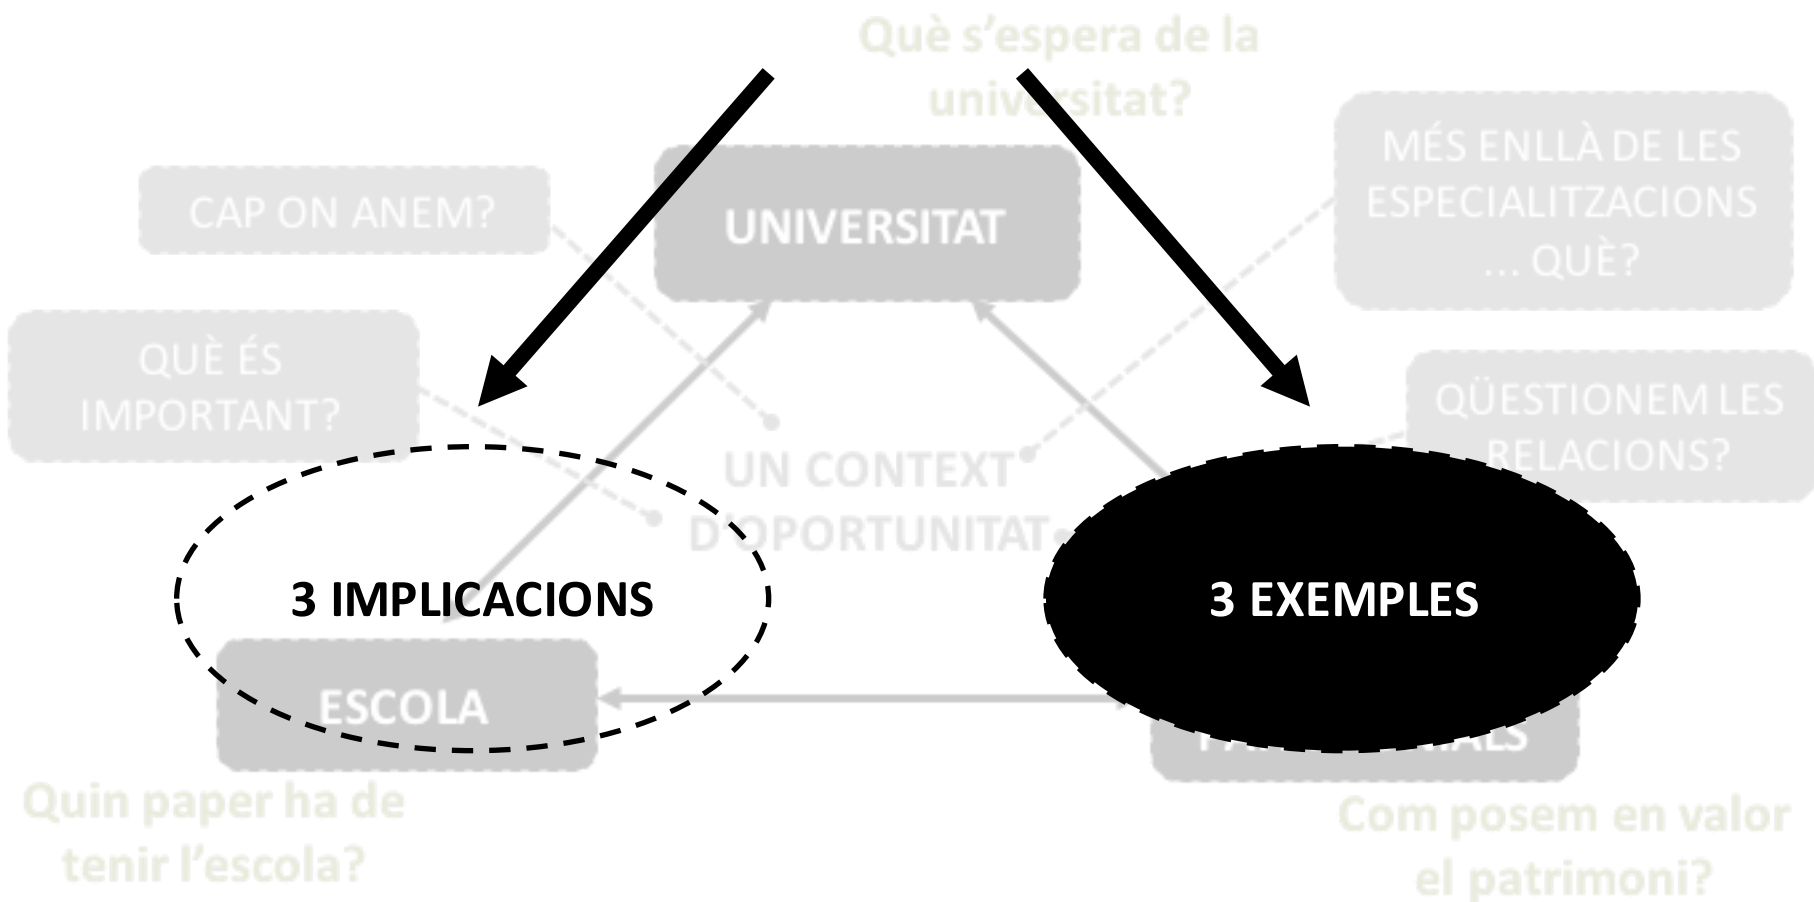 Què s'espera de la
universitat?
CAP ON ANEM?
UNIVERSITAT
MÉS ENLLÀ DE LES
ESPECIALITZACIONS
... QUÈ?
QUÈ ÉS
IMPORTANT?
QÜESTIONEM LES
RELACIONS?
UN CONTEXT
D'OPORTUNITAT
3 IMPLICACIONS
3 EXEMPLES
ESCOLA
Quin paper ha de
tenir l'escola?
Com posem en valor
el patrimoni?